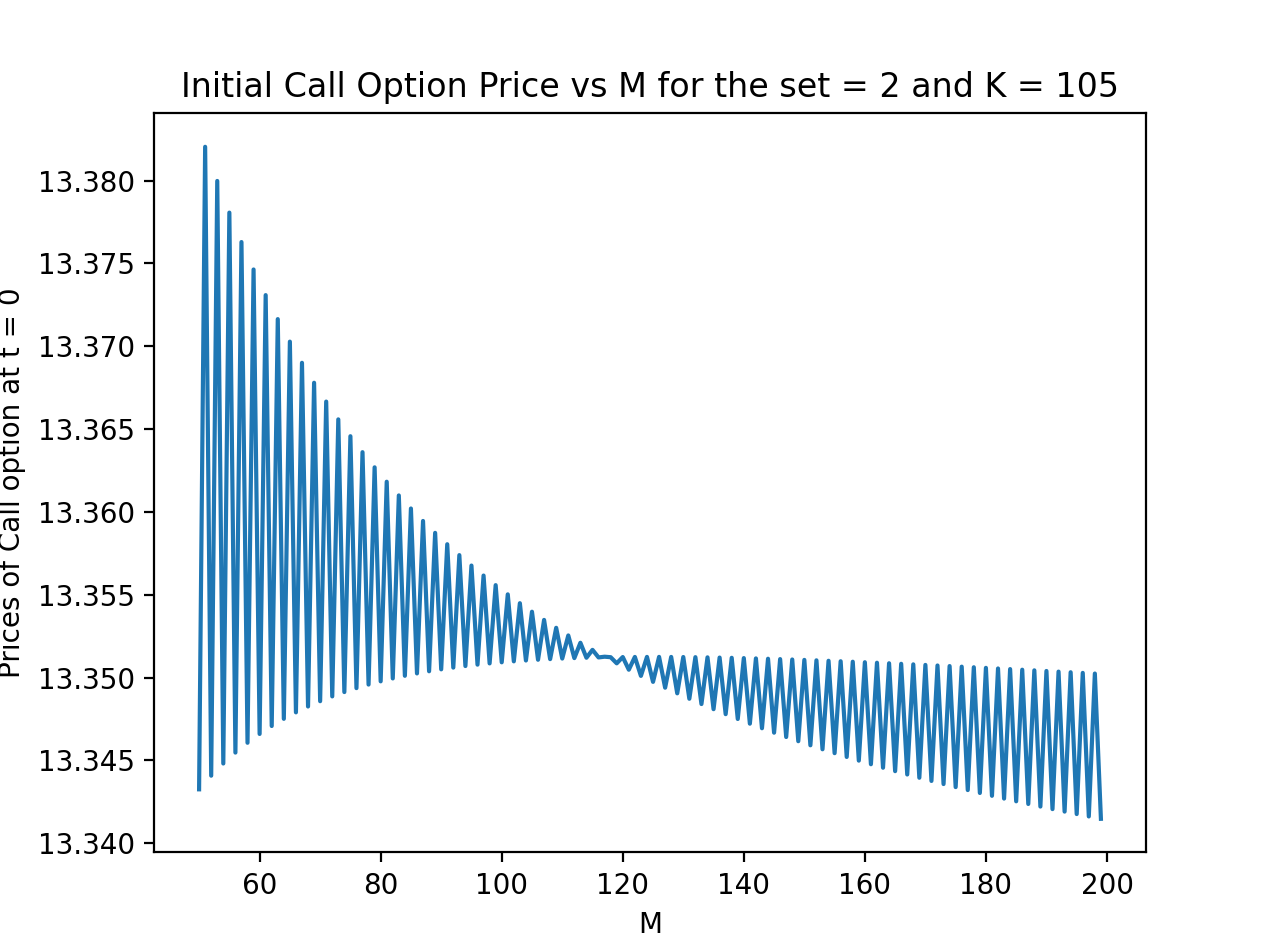 Initial Call Option Price vs M for the set = 2 and K = 105
Prices of Call option at t = 0
13.380
13.375
13.370
13.365
13.360
13.355
13.350
13.345
13.340
60 80 100 120 140 160 180 200
M